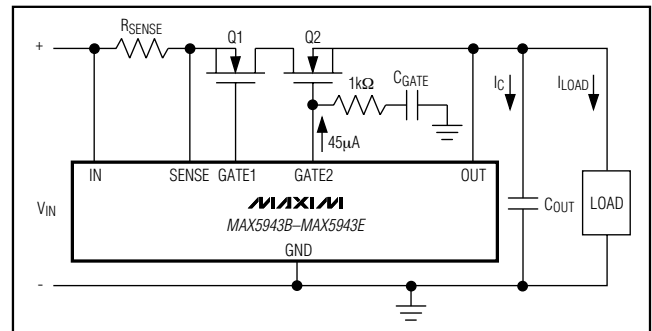 RSENSE
Q1
Q2
+
1kΩ
CGATE
IC
ILOAD
45µA
IN
SENSE
GATE1
GATE2
OUT
VIN
MAXIM
MAX5943B–MAX5943E
COUT
LOAD
GND
-